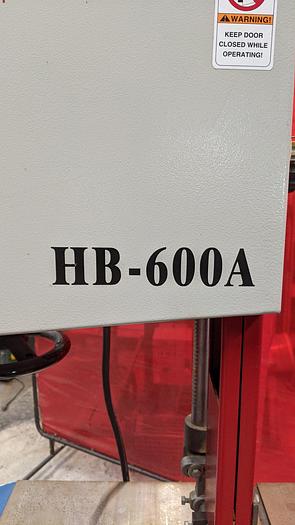 WARNING!
KEEP DOOR
CLOSED WHILE
OPERATING!
HB-600A